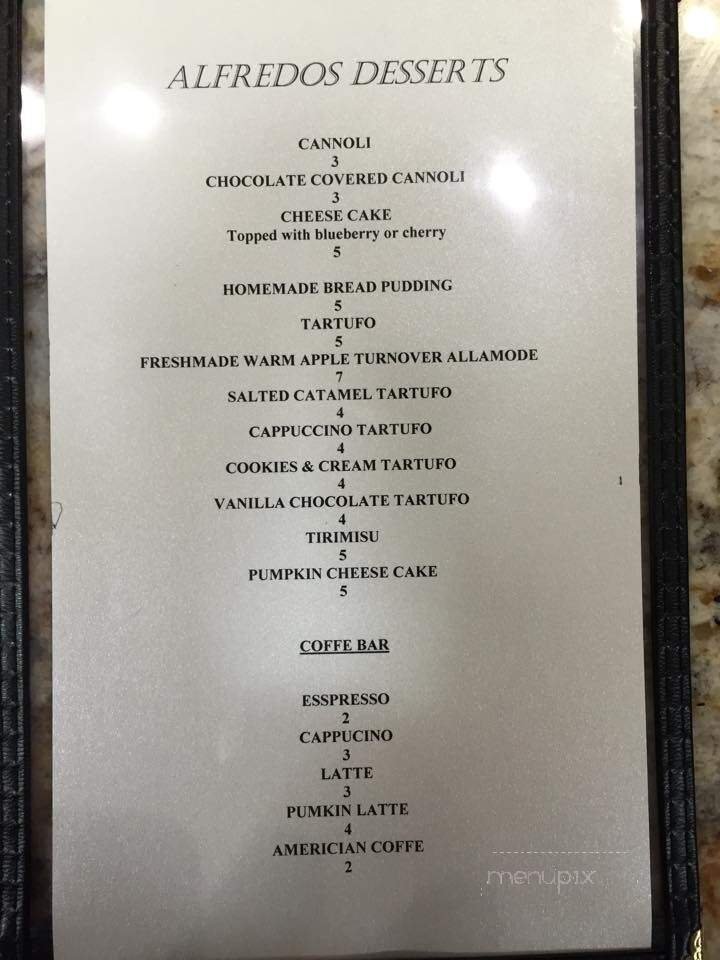 ALFREDOS DESSERTS
CANNOLI
3
CHOCOLATE COVERED CANNOLI
3
CHEESE CAKE
Topped with blueberry or cherry
5
HOMEMADE BREAD PUDDING
5
TARTUFO
5
FRESHMADE WARM APPLE TURNOVER ALLAMODE
7
SALTED CATAMEL TARTUFO
4
CAPPUCCINO TARTUFO
4
COOKIES & CREAM TARTUFO
4
VANILLA CHOCOLATE TARTUFO
4
TIRIMISU
5
PUMPKIN CHEESE CAKE
5
COFFE BAR
ESSPRESSO
2
CAPPUCINO
3
LATTE
3
PUMKIN LATTE
4
AMERICIAN COFFE
2
menupix